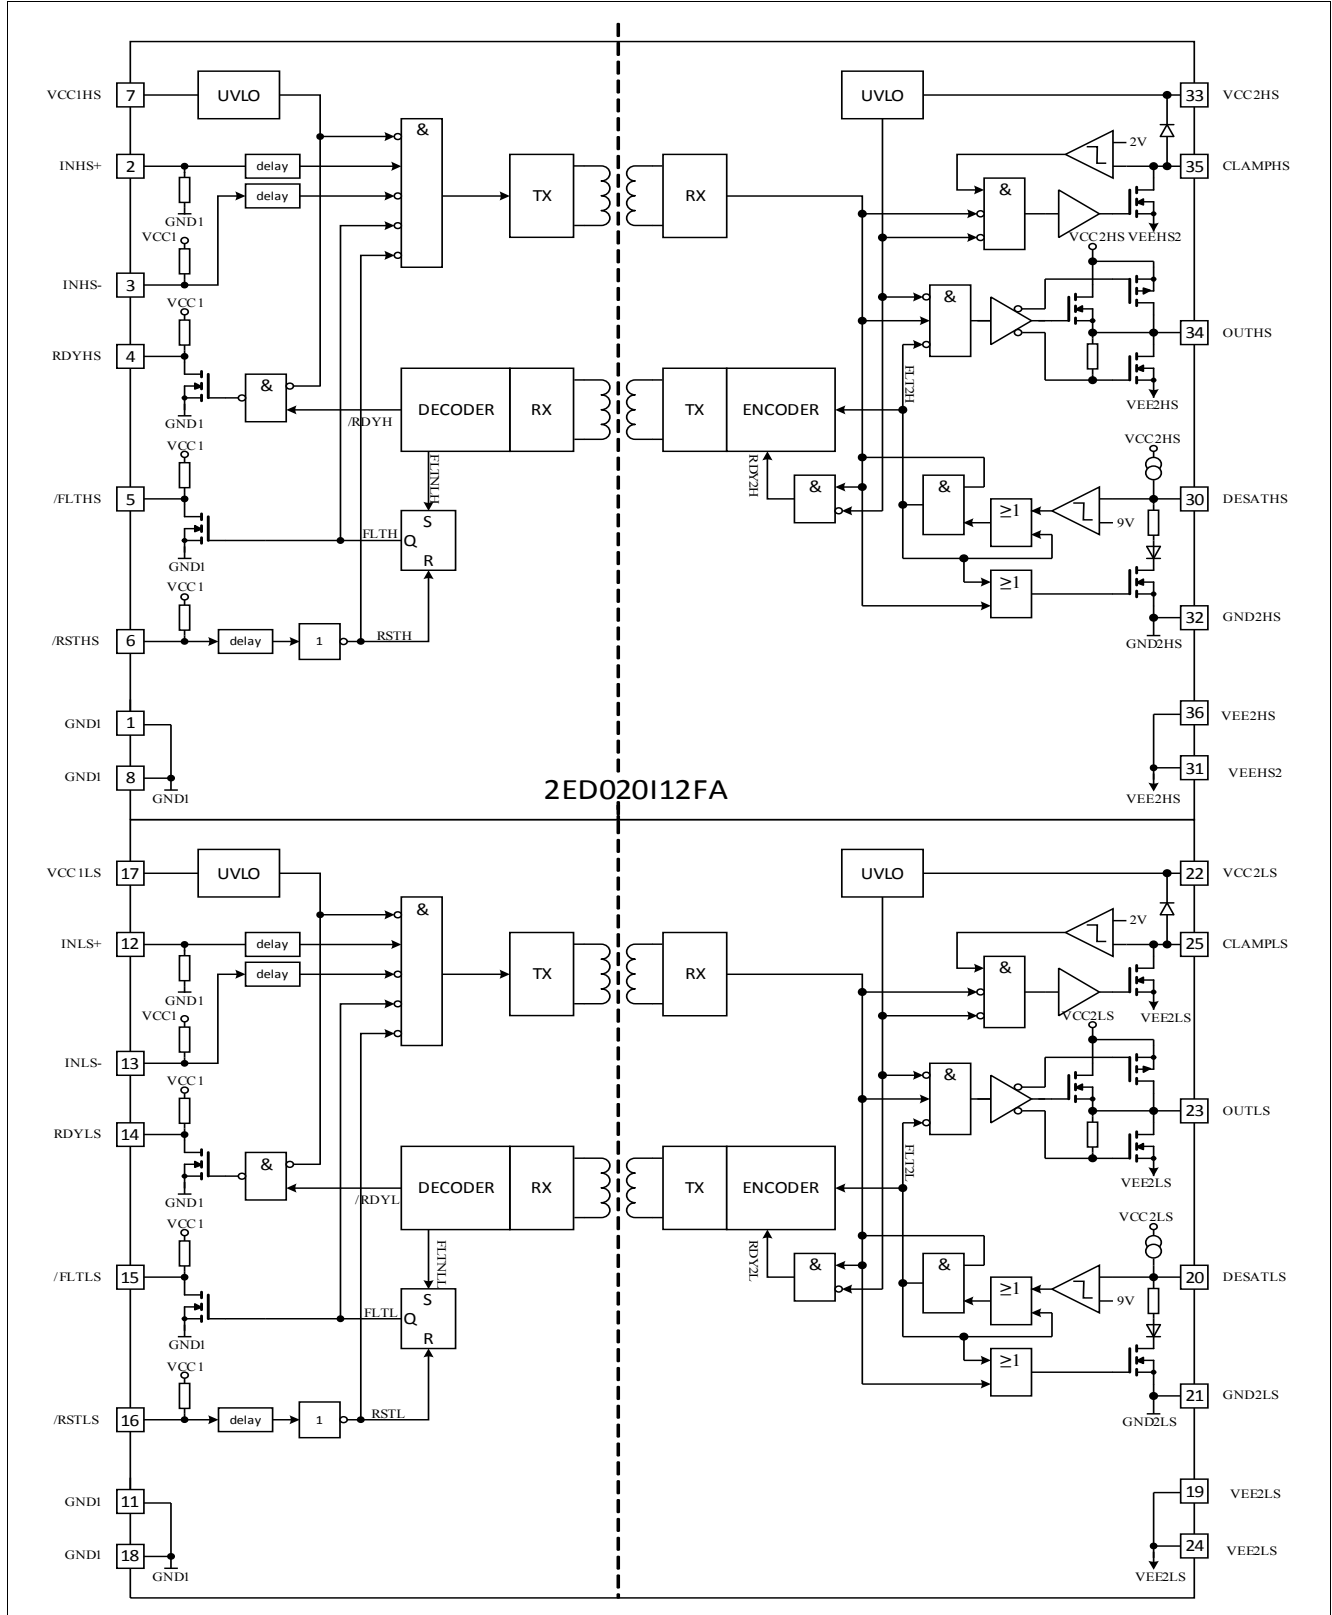 7 VCC1HS UVLO
UVLO 33 VCC2HS
& 2V
INHS+ 2 delay
35 CLAMPHS
delay TX RX &
GND1
VCC1
VCC2HS VEEHS2
INHS- 3
VCC1
&
RDYHS 4
34 OUTHS
& DECODER RX TX ENCODER
FLT2H
/RDYH
GND1
VEE2HS
VCC1
VCC2HS
FLTNLH
RDY2H
/FLTHS 5
& & ≥1 9V 30 DESATHS
S
FLTH Q
R
GND1
VCC1
≥1
/RSTHS 6 delay 1 RSTH
32 GND2HS
GND2HS
GND1 1
36 VEE2HS
GND1 8
31 VEEHS2
GND1
VEE2HS
2ED020I12FA
VCC1LS 17 UVLO
UVLO 22 VCC2LS
& 2V
INLS+ 12 delay
25 CLAMPLS
delay TX RX &
GND1
VCC1
VEE2LS
VCC2LS
INLS- 13
VCC1
&
RDYLS 14
23 OUTLS
& DECODER RX TX ENCODER
FLT2L
/RDYL
GND1
VEE2LS
VCC1
VCC2LS
FLTNLL
RDY2L
/FLTLS 15
& & ≥1 9V 20 DESATLS
S
FLTL Q
R
GND1
VCC1
≥1
/RSTLS 16 delay 1 RSTL
21 GND2LS
GND2LS
GND1 11
19 VEE2LS
GND1 18
24 VEE2LS
GND1
VEE2LS